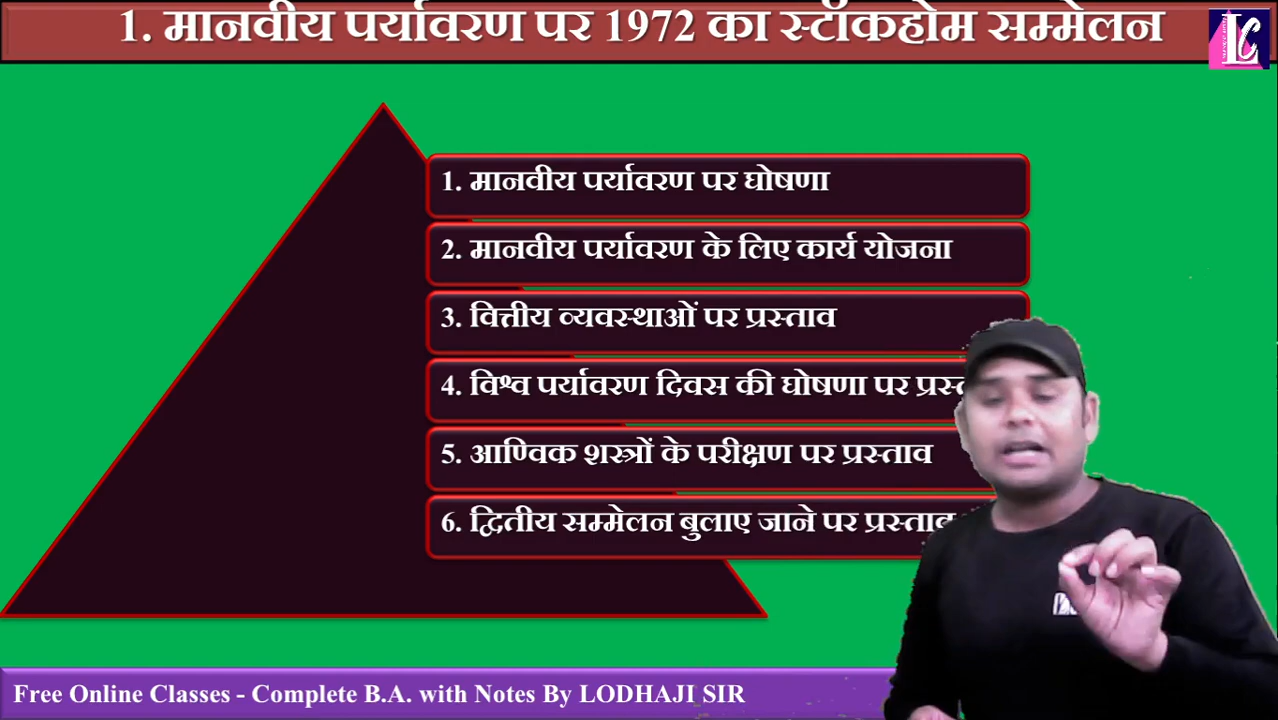 1. मानवीय पर्यावरण पर 1972 का स्टॉकहोम सम्मेलन
LC
1. मानवीय पर्यावरण पर घोषणा
2. मानवीय पर्यावरण के लिए कार्य योजना
3. वित्तीय व्यवस्थाओं पर प्रस्ताव
4. विश्व पर्यावरण दिवस की घोषणा पर
5. आण्विक शस्त्रों के परीक्षण पर प्रस्ताव
6. द्वितीय सम्मेलन बुलाए जाने पर प्रस्ताव
Free Online Classes - Complete B.A. with Notes By LODHAJI SIR